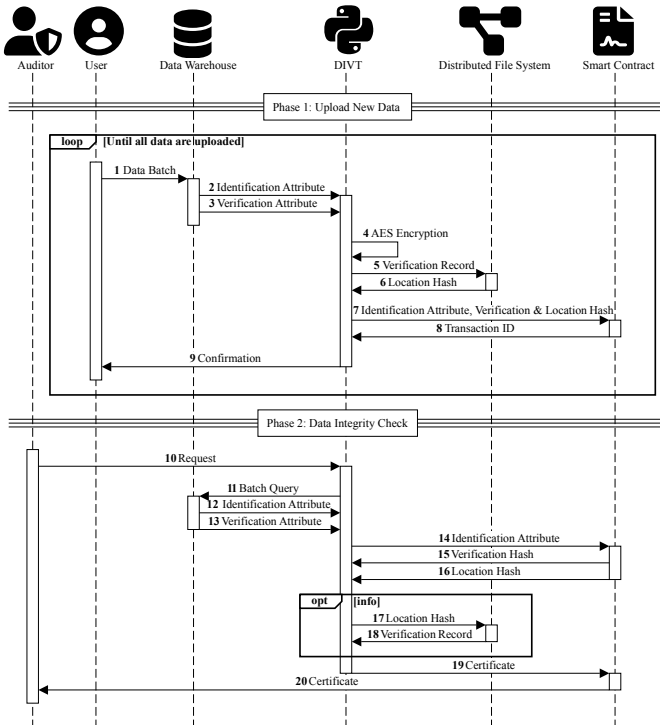 Auditor
User
Data Warehouse
DIVT
Distributed File System
Smart Contract
Phase 1: Upload New Data
loop [Until all data are uploaded]
1 Data Batch
2 Identification Attribute
3 Verification Attribute
4 AES Encryption
5 Verification Record
6 Location Hash
7 Identification Attribute, Verification & Location Hash
8 Transaction ID
9 Confirmation
Phase 2: Data Integrity Check
10 Request
11 Batch Query
12 Identification Attribute
13 Verification Attribute
14 Identification Attribute
15 Verification Hash
16 Location Hash
opt [info]
17 Location Hash
18 Verification Record
19 Certificate
20 Certificate